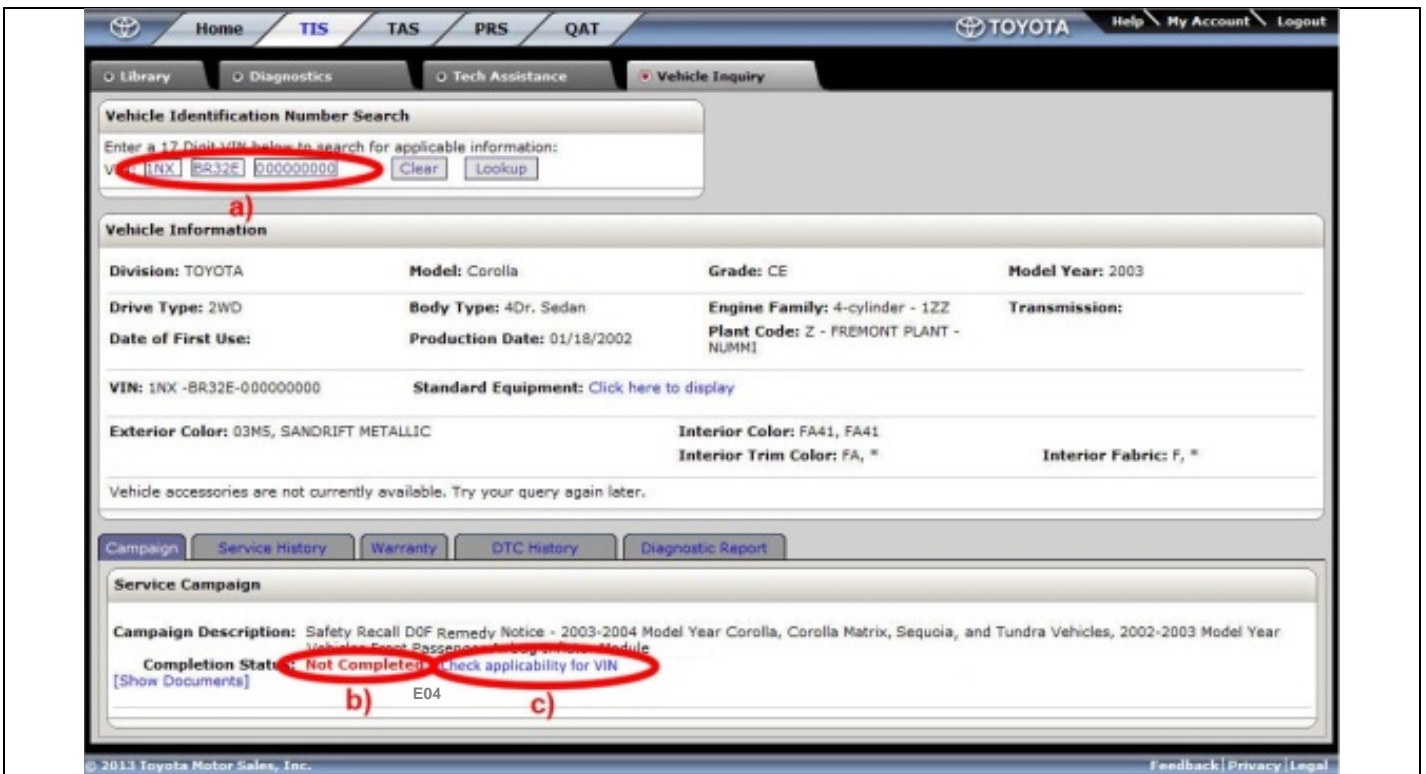 Home TIS TAS PRS QAT TOYOTA Help My Account Logout
Library Diagnostics Tech Assistance Vehicle Inquiry
Vehicle Identification Number Search
Enter a 17 Digit VIN below to search for applicable information:
1NX BR32E 000000000 Clear Lookup
a)
Vehicle Information
Division: TOYOTA Model: Corolla Grade: CE Model Year: 2003
Drive Type: 2WD Body Type: 4Dr. Sedan Engine Family: 4-cylinder - 1ZZ Transmission:
Date of First Use: Production Date: 01/18/2002 Plant Code: Z - FREMONT PLANT -
NUMMI
VIN: 1NX -BR32E-000000000 Standard Equipment: Click here to display
Exterior Color: 03M5, SANDRIFT METALLIC Interior Color: FA41, FA41
Interior Trim Color: FA, * Interior Fabric: F, *
Vehicle accessories are not currently available. Try your query again later.
Campaign Service History Warranty DTC History Diagnostic Report
Service Campaign
Campaign Description: Safety Recall D0F Remedy Notice - 2003-2004 Model Year Corolla, Corolla Matrix, Sequoia, and Tundra Vehicles, 2002-2003 Model Year
Vehicles Front Passenger Module
Completion Status: Not Completed Check applicability for VIN
[Show Documents] E04
b) c)
© 2013 Toyota Motor Sales, Inc. Feedback | Privacy | Legal